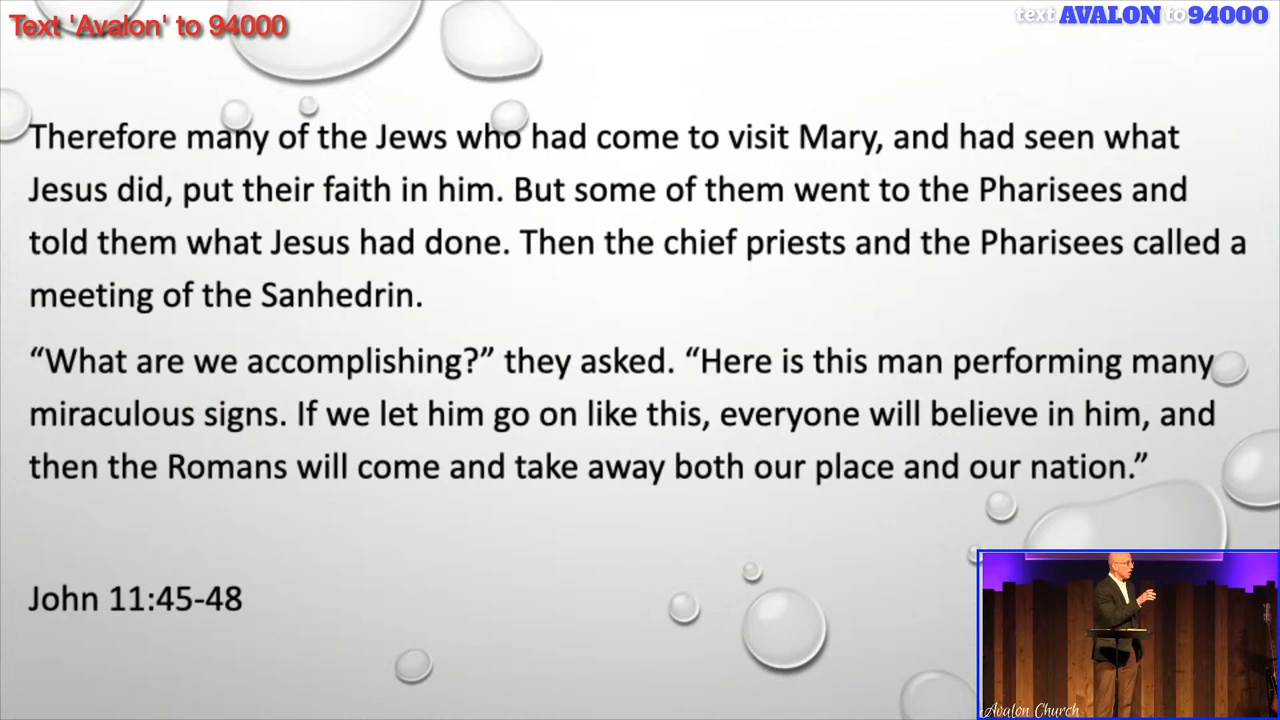 Text 'Avalon' to 94000
text AVALON to 94000
Therefore many of the Jews who had come to visit Mary, and had seen what
Jesus did, put their faith in him. But some of them went to the Pharisees and
told them what Jesus had done. Then the chief priests and the Pharisees called a
meeting of the Sanhedrin.
“What are we accomplishing?” they asked. “Here is this man performing many
miraculous signs. If we let him go on like this, everyone will believe in him, and
then the Romans will come and take away both our place and our nation.”
John 11:45-48
Avalon Church